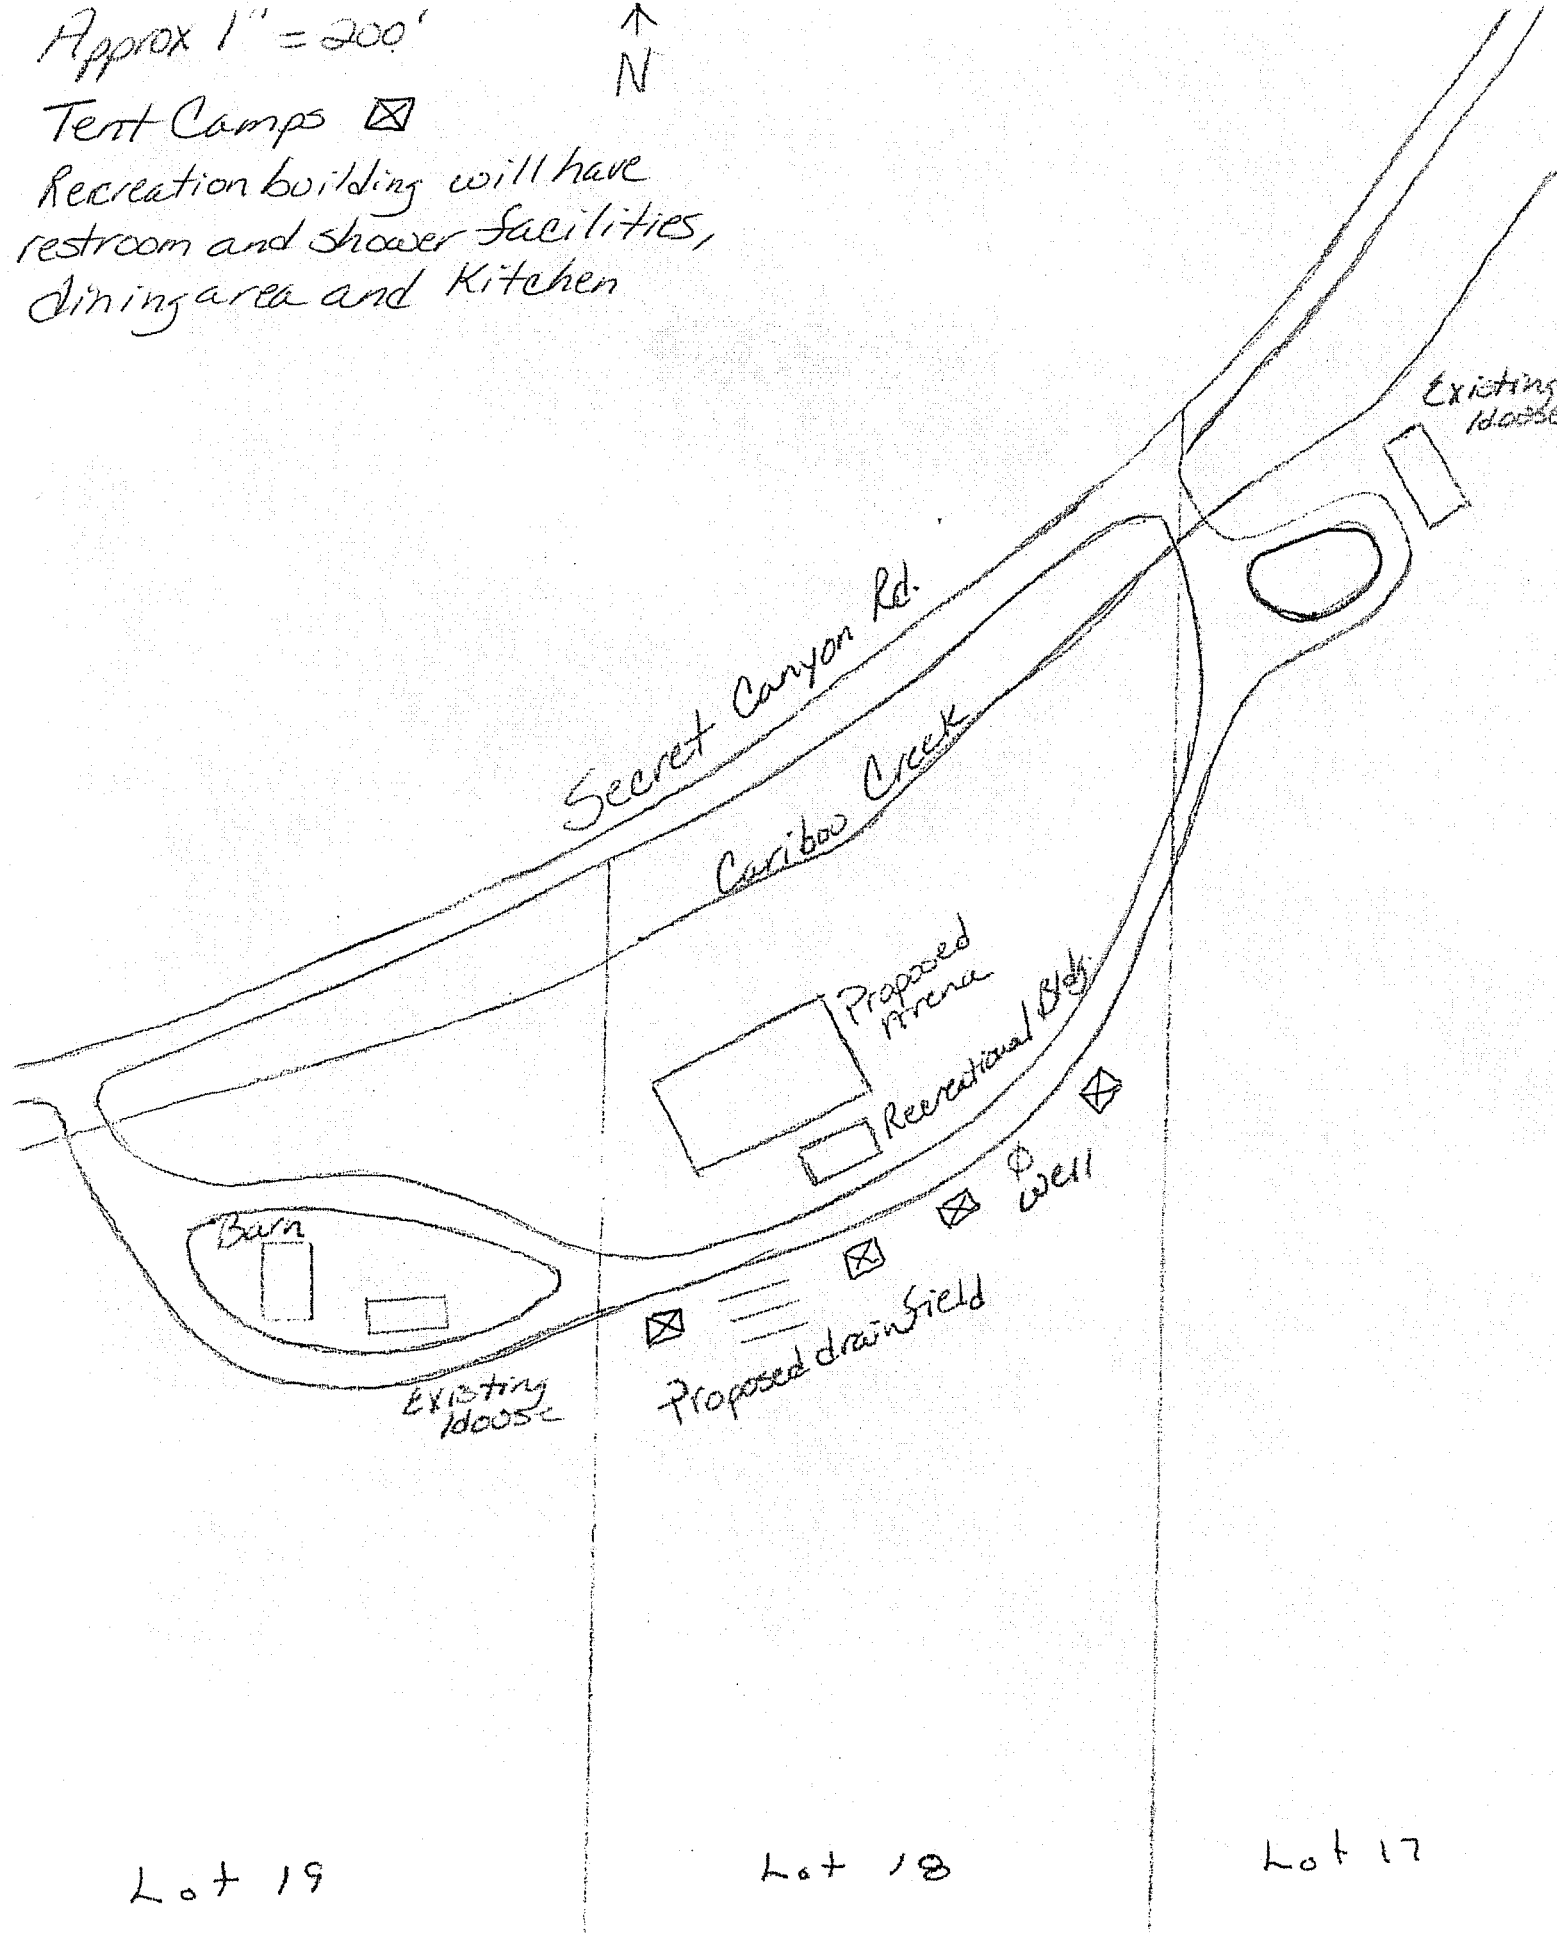 Approx 1" = 200'
N
Tent Camps
Recreation building will have
restroom and shower facilities,
dining area and Kitchen
Existing
House
Secret Canyon Rd.
Caribou Creek
Proposed
Arena
Recreational Bldg.
Well
Barn
Proposed drainfield
Existing
House
Lot 19
Lot 18
Lot 17